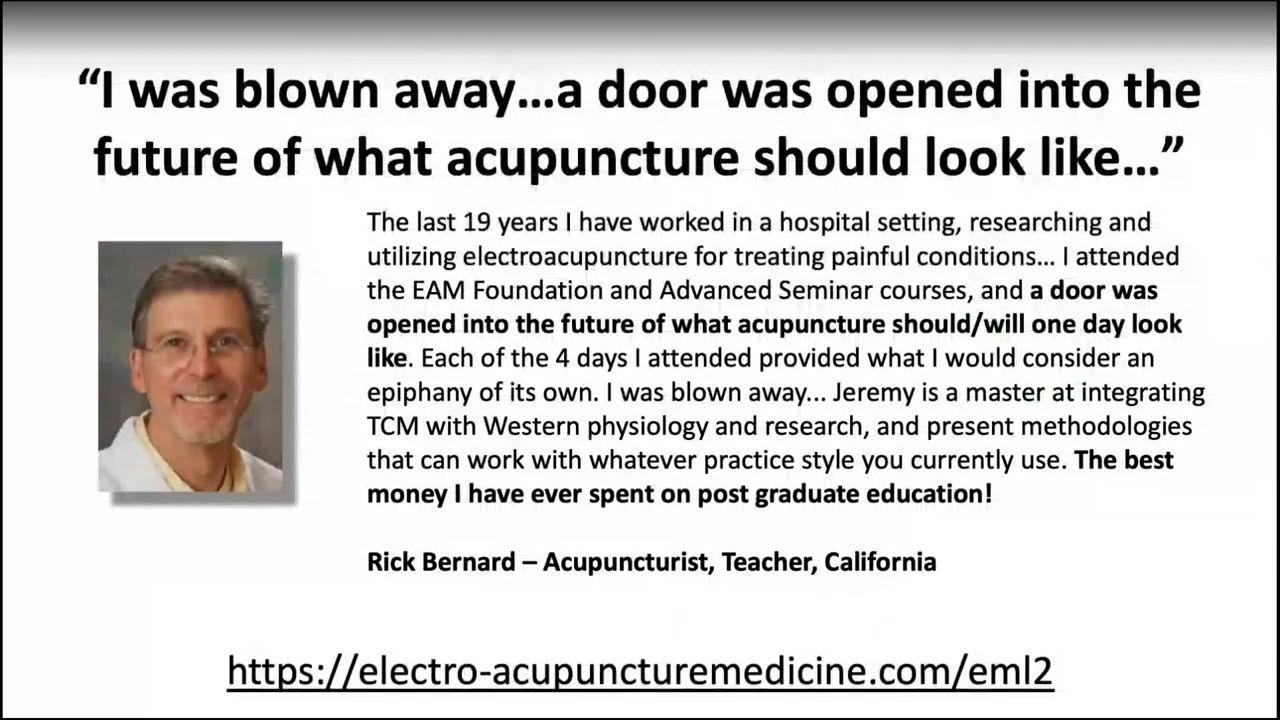 “I was blown away...a door was opened into the
future of what acupuncture should look like...”
The last 19 years I have worked in a hospital setting, researching and
utilizing electroacupuncture for treating painful conditions... I attended
the EAM Foundation and Advanced Seminar courses, and a door was
opened into the future of what acupuncture should/will one day look
like. Each of the 4 days I attended provided what I would consider an
epiphany of its own. I was blown away... Jeremy is a master at integrating
TCM with Western physiology and research, and present methodologies
that can work with whatever practice style you currently use. The best
money I have ever spent on post graduate education!
Rick Bernard – Acupuncturist, Teacher, California
https://electro-acupuncturemedicine.com/eml2